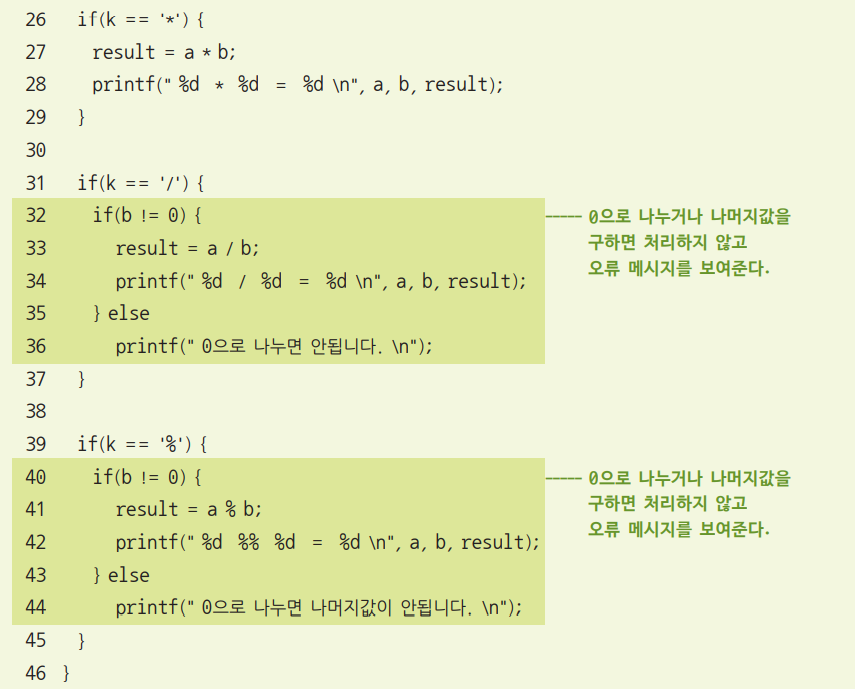 26 if(k == '*') {
27 result = a * b;
28 printf(" %d * %d = %d \n", a, b, result);
29 }
30
31 if(k == '/') {
32 if(b != 0) { ----- 0으로 나누거나 나머지값을
구하면 처리하지 않고
33 result = a / b;
오류 메시지를 보여준다.
34 printf(" %d / %d = %d \n", a, b, result);
35 } else
36 printf(" 0으로 나누면 안됩니다. \n");
37 }
38
39 if(k == '%') {
40 if(b != 0) { ----- 0으로 나누거나 나머지값을
구하면 처리하지 않고
41 result = a % b;
오류 메시지를 보여준다.
42 printf(" %d %% %d = %d \n", a, b, result);
43 } else
44 printf(" 0으로 나누면 나머지값이 안됩니다. \n");
45 }
46 }